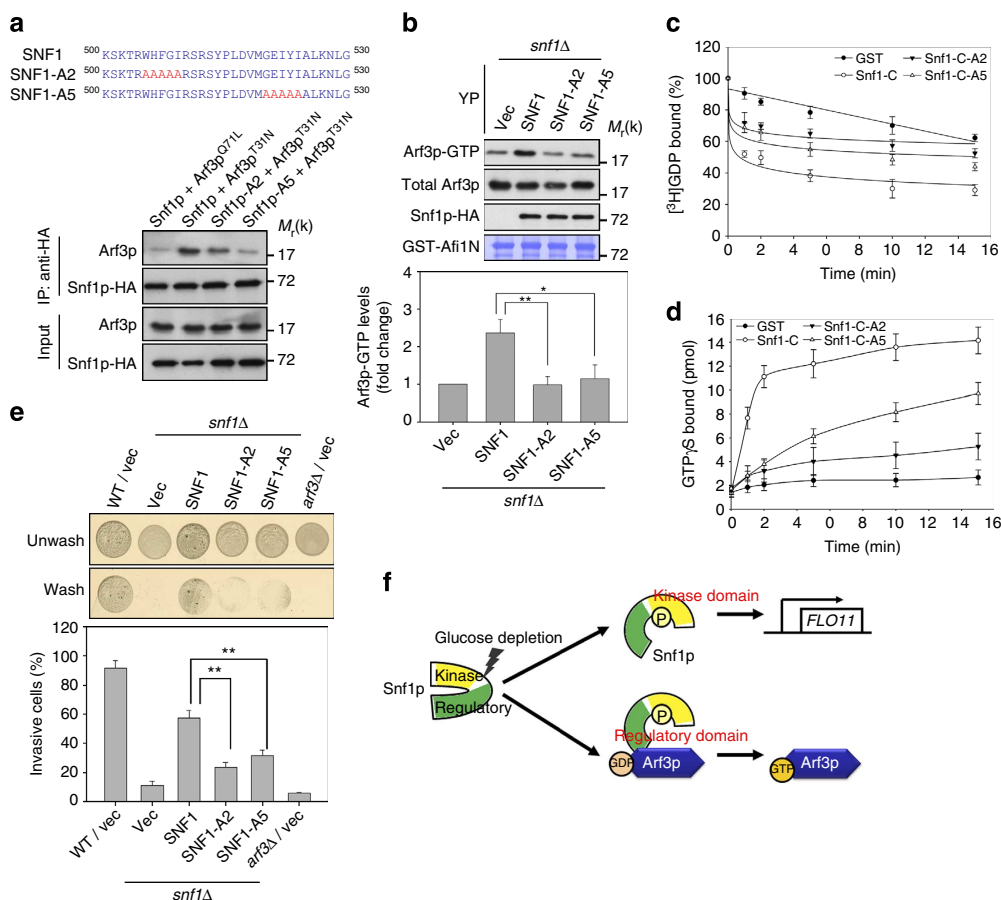 a
SNF1 500 KSKTRWHFGIRSRSYPLDVMGEIYIALKNLG 530
SNF1-A2 500 KSKTRAAAAARSRSYPLDVMGEIYIALKNLG 530
SNF1-A5 500 KSKTRWHFGIRSRSYPLDVMAAAAALKNLG 530
Snf1p + Arf3pQ71L
Snf1p + Arf3pT31N
Snf1p-A2 + Arf3pT31N
Snf1p-A5 + Arf3pT31N
Mr(k)
IP: anti-HA
Arf3p 17
Snf1p-HA 72
Input
Arf3p 17
Snf1p-HA 72
b
snf1Δ
YP Vec SNF1 SNF1-A2 SNF1-A5
Mr(k)
Arf3p-GTP 17
Total Arf3p 17
Snf1p-HA 72
GST-Afi1N 72
Arf3p-GTP levels
(fold change)
4
3
2
1
0
*
**
Vec SNF1 SNF1-A2 SNF1-A5
snf1Δ
c
[³H]GDP bound (%)
120
100
80
60
40
20
0
GST Snf1-C-A2
Snf1-C Snf1-C-A5
0 2 4 6 8 10 12 14 16
Time (min)
d
GTPγS bound (pmol)
16
14
12
10
8
6
4
2
0
GST Snf1-C-A2
Snf1-C Snf1-C-A5
0 2 4 6 8 10 12 14 16
Time (min)
e
snf1Δ
WT / vec Vec SNF1 SNF1-A2 SNF1-A5 arf3Δ / vec
Unwash
Wash
Invasive cells (%)
120
100
80
60
40
20
0
**
**
WT / vec Vec SNF1 SNF1-A2 SNF1-A5 arf3Δ / vec
snf1Δ
f
Glucose depletion
Snf1p
Kinase
Regulatory
Kinase domain
P
Snf1p
FLO11
P
Regulatory domain
GDP
Arf3p
GTP
Arf3p